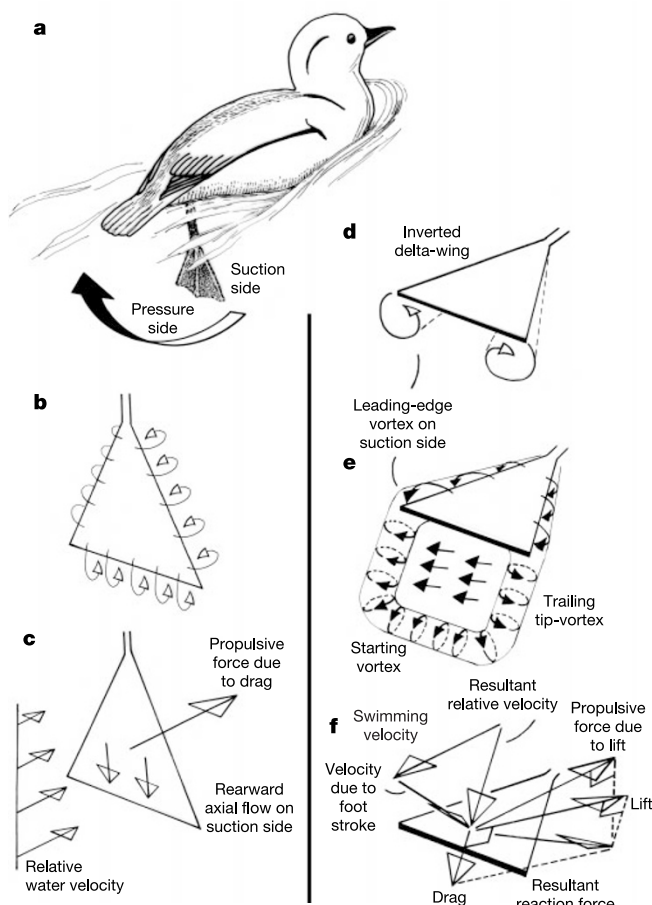 a
Suction
side
Pressure
side
b
c
Propulsive
force due
to drag
Rearward
axial flow on
suction side
Relative
water velocity
d
Inverted
delta-wing
Leading-edge
vortex on
suction side
e
Trailing
tip-vortex
Starting
vortex
Resultant
relative velocity
f
Swimming
velocity
Propulsive
force due
to lift
Velocity
due to
foot
stroke
Lift
Drag
Resultant
reaction force